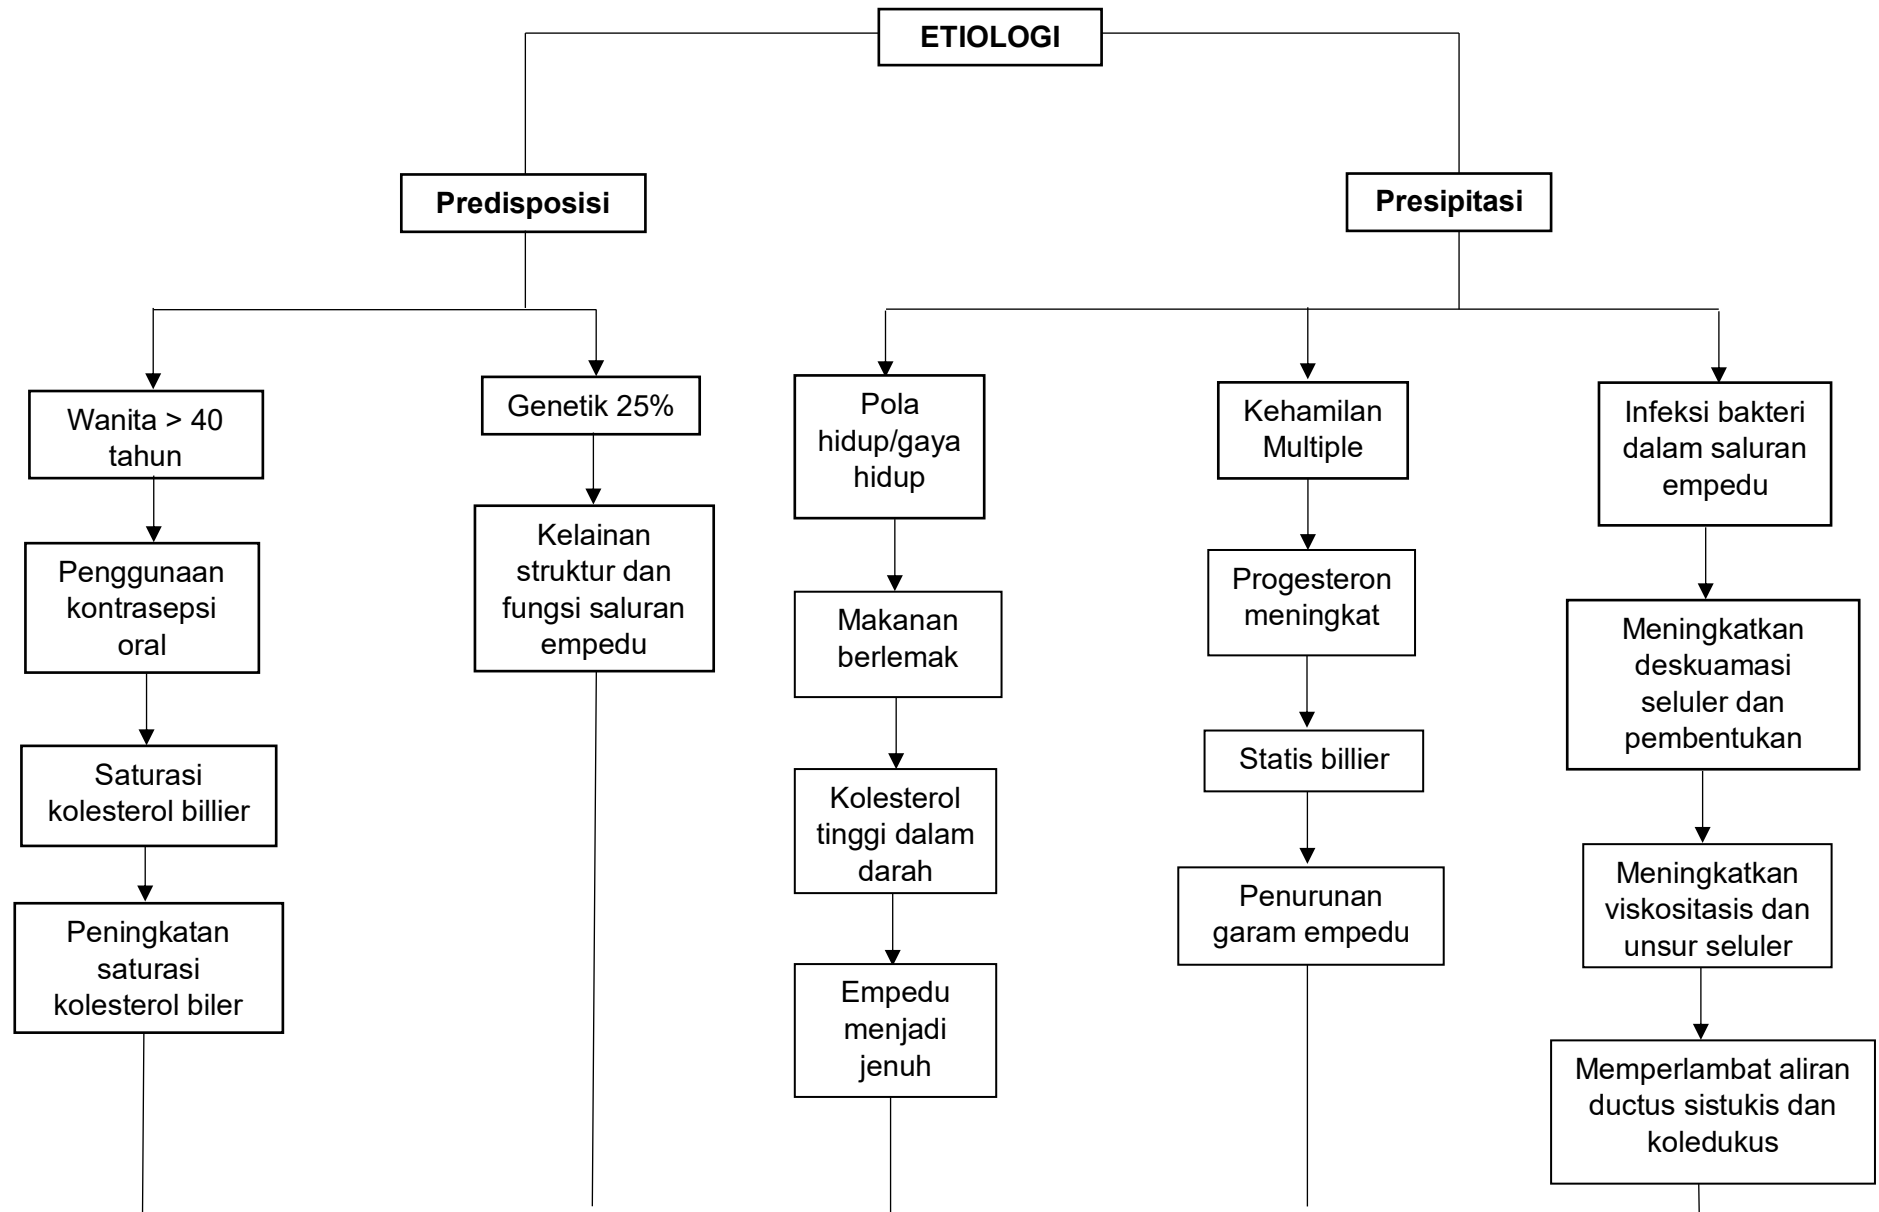 ETIOLOGI
Predisposisi
Presipitasi
Wanita > 40
tahun
Penggunaan
kontrasepsi
oral
Saturasi
kolesterol billier
Peningkatan
saturasi
kolesterol biler
Genetik 25%
Kelainan
struktur dan
fungsi saluran
empedu
Pola
hidup/gaya
hidup
Makanan
berlemak
Kolesterol
tinggi dalam
darah
Empedu
menjadi
jenuh
Kehamilan
Multiple
Progesteron
meningkat
Statis billier
Penurunan
garam empedu
Infeksi bakteri
dalam saluran
empedu
Meningkatkan
deskuamasi
seluler dan
pembentukan
Meningkatkan
viskositasis dan
unsur seluler
Memperlambat aliran
ductus sistukis dan
koledukus